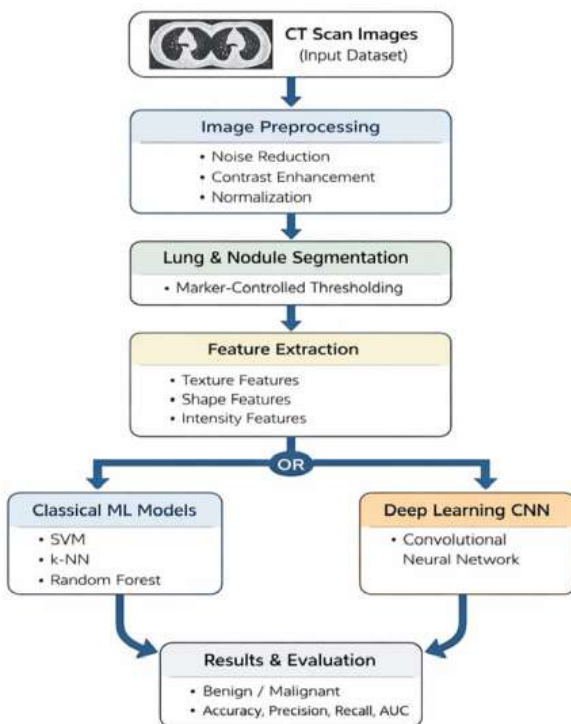 CT Scan Images
(Input Dataset)
Image Preprocessing
• Noise Reduction
• Contrast Enhancement
• Normalization
Lung & Nodule Segmentation
• Marker-Controlled Thresholding
Feature Extraction
• Texture Features
• Shape Features
• Intensity Features
OR
Classical ML Models
• SVM
• k-NN
• Random Forest
Deep Learning CNN
• Convolutional
Neural Network
Results & Evaluation
• Benign / Malignant
• Accuracy, Precision, Recall, AUC